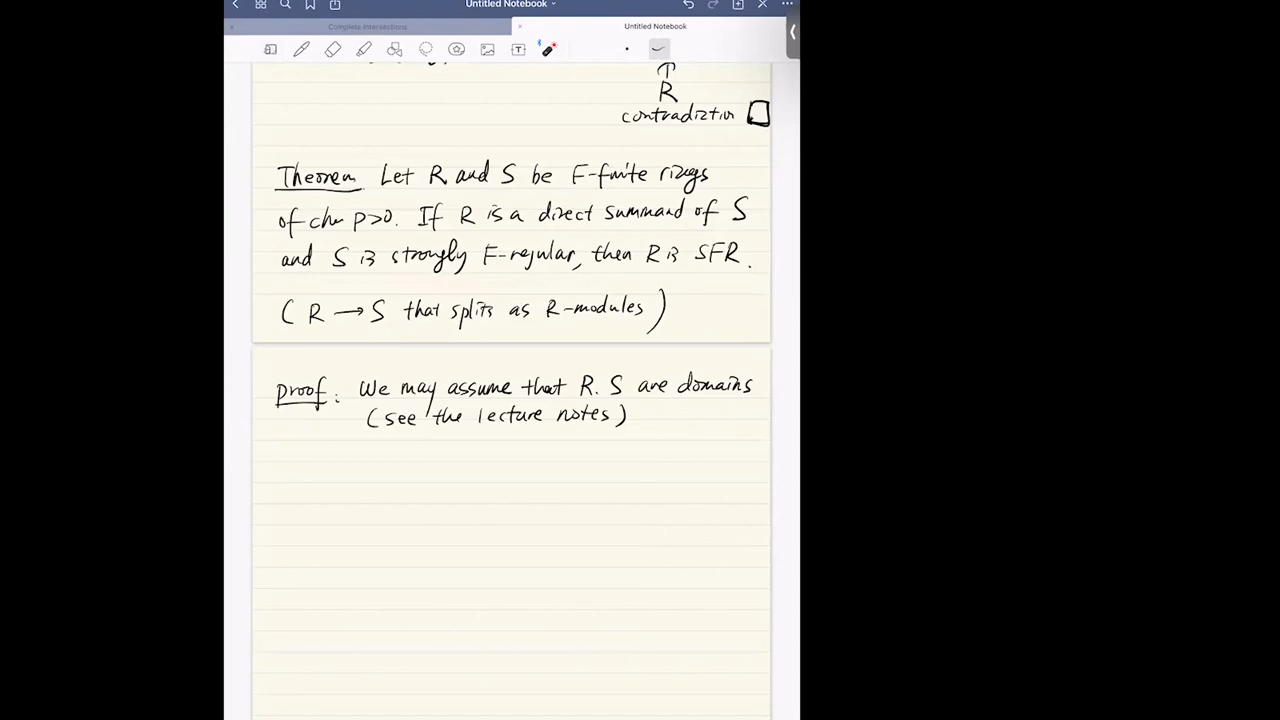 Untitled Notebook
Complete Intersections
Untitled Notebook
↑
R
contradiction □
Theorem. Let R and S be F-finite rings
of char p>0. If R is a direct summand of S
and S is strongly F-regular, then R is SFR.
( R → S that splits as R-modules )
Proof: We may assume that R. S are domains
(see the lecture notes)